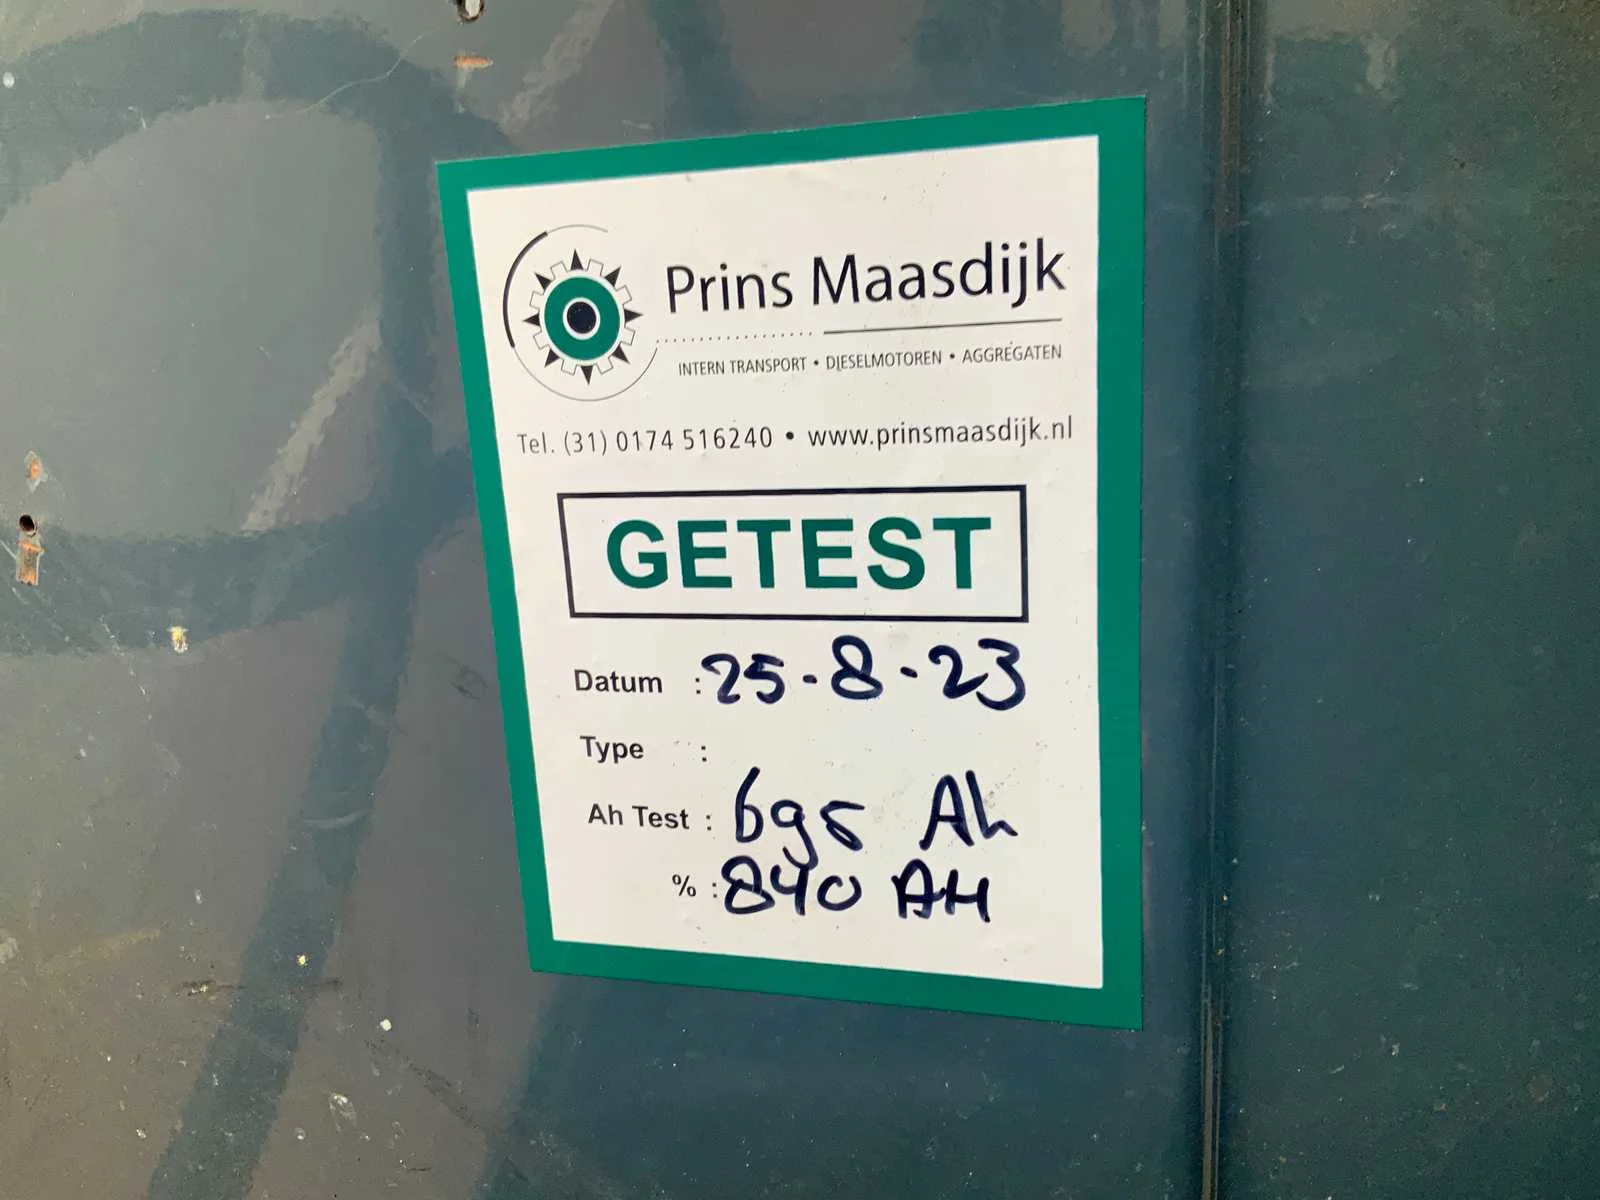 Prins Maasdijk
INTERN TRANSPORT • DIESELMOTOREN • AGGREGATEN
Tel. (31) 0174 516240 • www.prinsmaasdijk.nl
GETEST
Datum : 25-8-23
Type :
Ah Test : 695 Ah
% : 840 AH